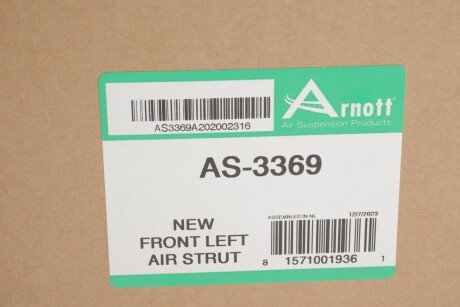 AS3369A202002316
Arnott
Air Suspension Products
AS-3369
NEW
FRONT LEFT
AIR STRUT
ASSEMBLED IN NL 12/7/2023
8 1571001936 1